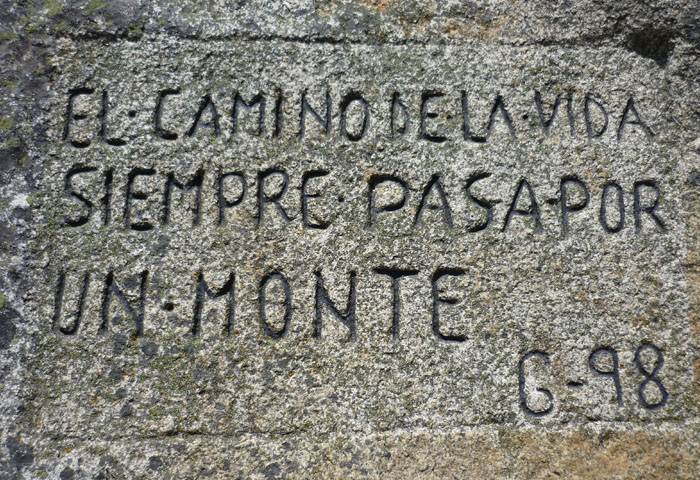 EL·CAMINO DE·LA·VIDA
SIEMPRE·PASA·POR
UN·MONTE
G-98